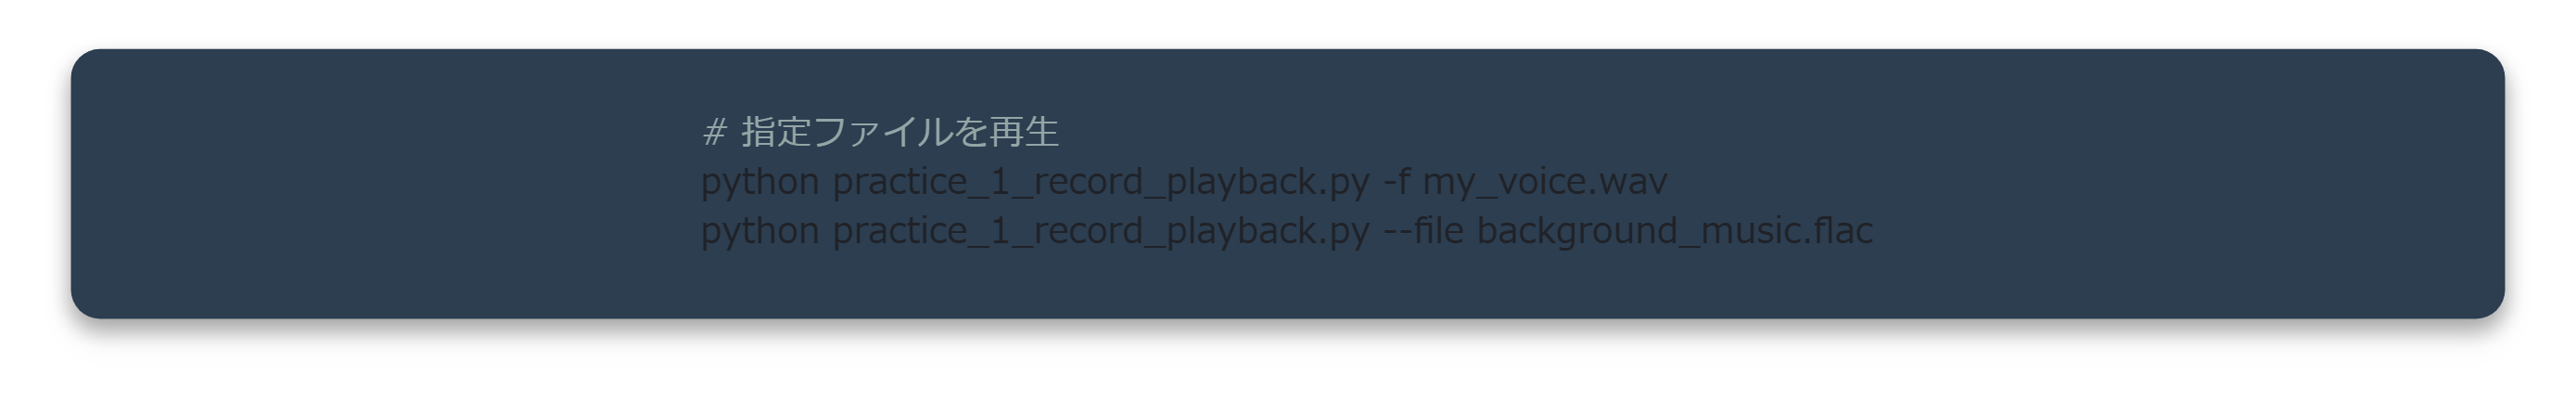 # 指定ファイルを再生
python practice_1_record_playback.py -f my_voice.wav
python practice_1_record_playback.py --file background_music.flac